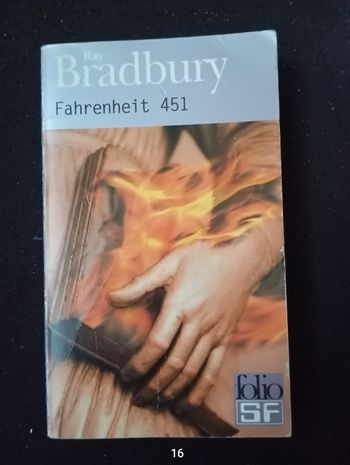 Ray
Bradbury
Fahrenheit 451
folio
SF
16